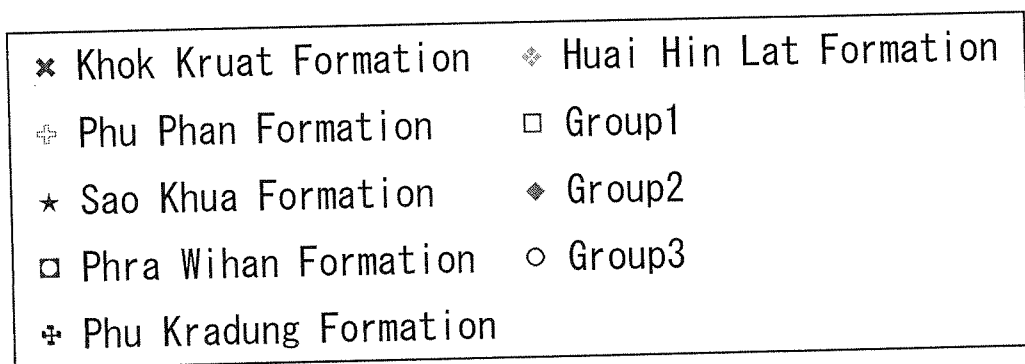 Khok Kruat Formation
Phu Phan Formation
Sao Khua Formation
Phra Wihan Formation
Phu Kradung Formation
Huai Hin Lat Formation
Group1
Group2
Group3